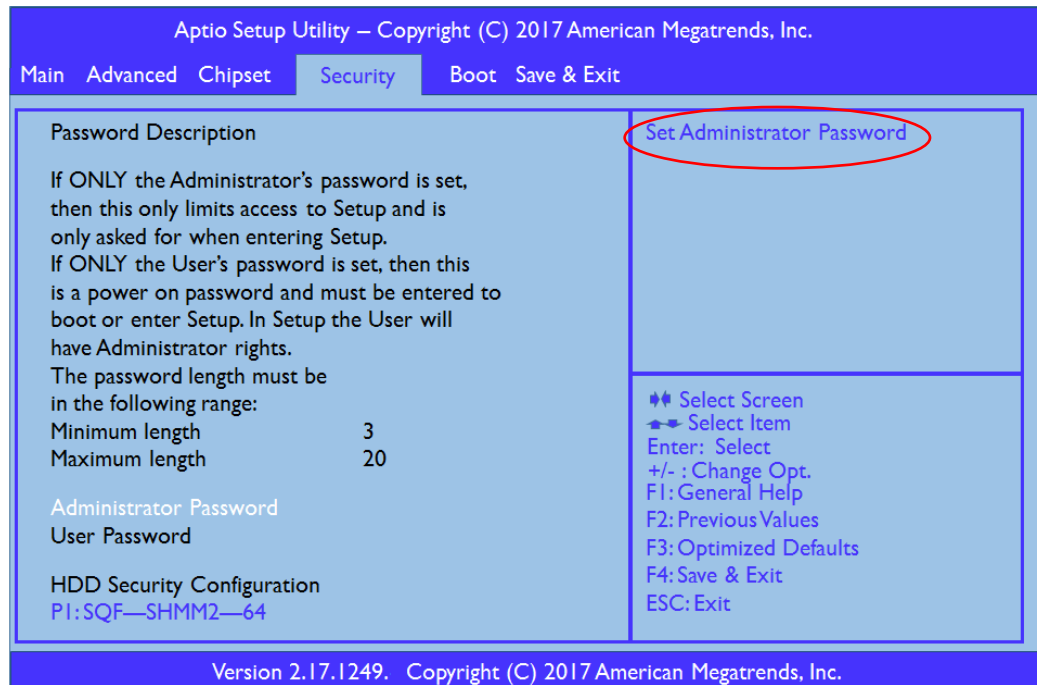 Aptio Setup Utility – Copyright (C) 2017 American Megatrends, Inc.
Main Advanced Chipset Security Boot Save & Exit
Password Description
If ONLY the Administrator's password is set,
then this only limits access to Setup and is
only asked for when entering Setup.
If ONLY the User's password is set, then this
is a power on password and must be entered to
boot or enter Setup. In Setup the User will
have Administrator rights.
The password length must be
in the following range:
Minimum length 3
Maximum length 20
Administrator Password
User Password
HDD Security Configuration
P1:SQF—SHMM2—64
Set Administrator Password
Select Screen
Select Item
Enter: Select
+/- : Change Opt.
F1: General Help
F2: Previous Values
F3: Optimized Defaults
F4: Save & Exit
ESC: Exit
Version 2.17.1249. Copyright (C) 2017 American Megatrends, Inc.